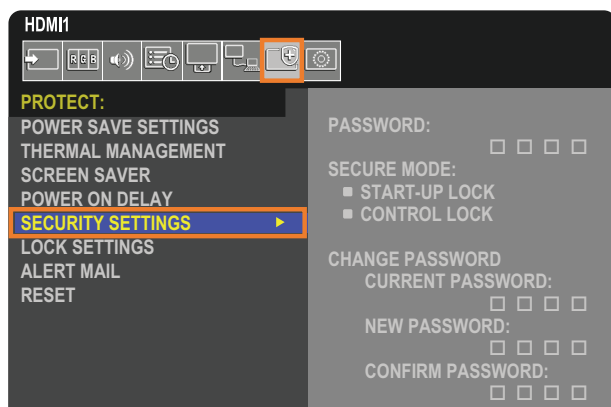 HDMI1
RGB
PROTECT:
POWER SAVE SETTINGS
THERMAL MANAGEMENT
SCREEN SAVER
POWER ON DELAY
SECURITY SETTINGS
LOCK SETTINGS
ALERT MAIL
RESET
PASSWORD:
SECURE MODE:
START-UP LOCK
CONTROL LOCK
CHANGE PASSWORD
CURRENT PASSWORD:
NEW PASSWORD:
CONFIRM PASSWORD: